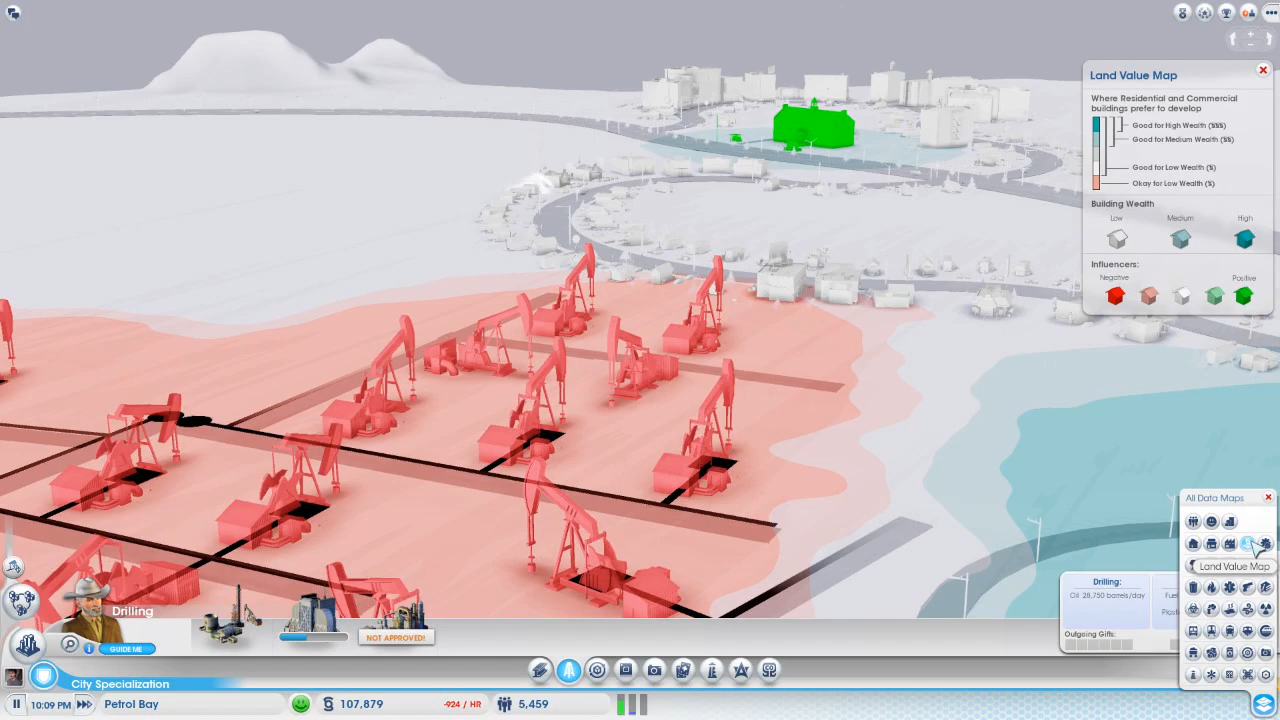 Land Value Map
Where Residential and Commercial
buildings prefer to develop
Good for High Wealth ($$$)
Good for Medium Wealth ($$)
Good for Low Wealth ($)
Okay for Low Wealth ($)
Building Wealth
Low Medium High
Influencers:
Negative Positive
All Data Maps
Land Value Map
Drilling:
Oil 28,750 barrels/day
Fuel
Outgoing Gifts:
Drilling
GUIDE ME
NOT APPROVED!
City Specialization
10:09 PM Petrol Bay 107,879 -924 / HR 5,459